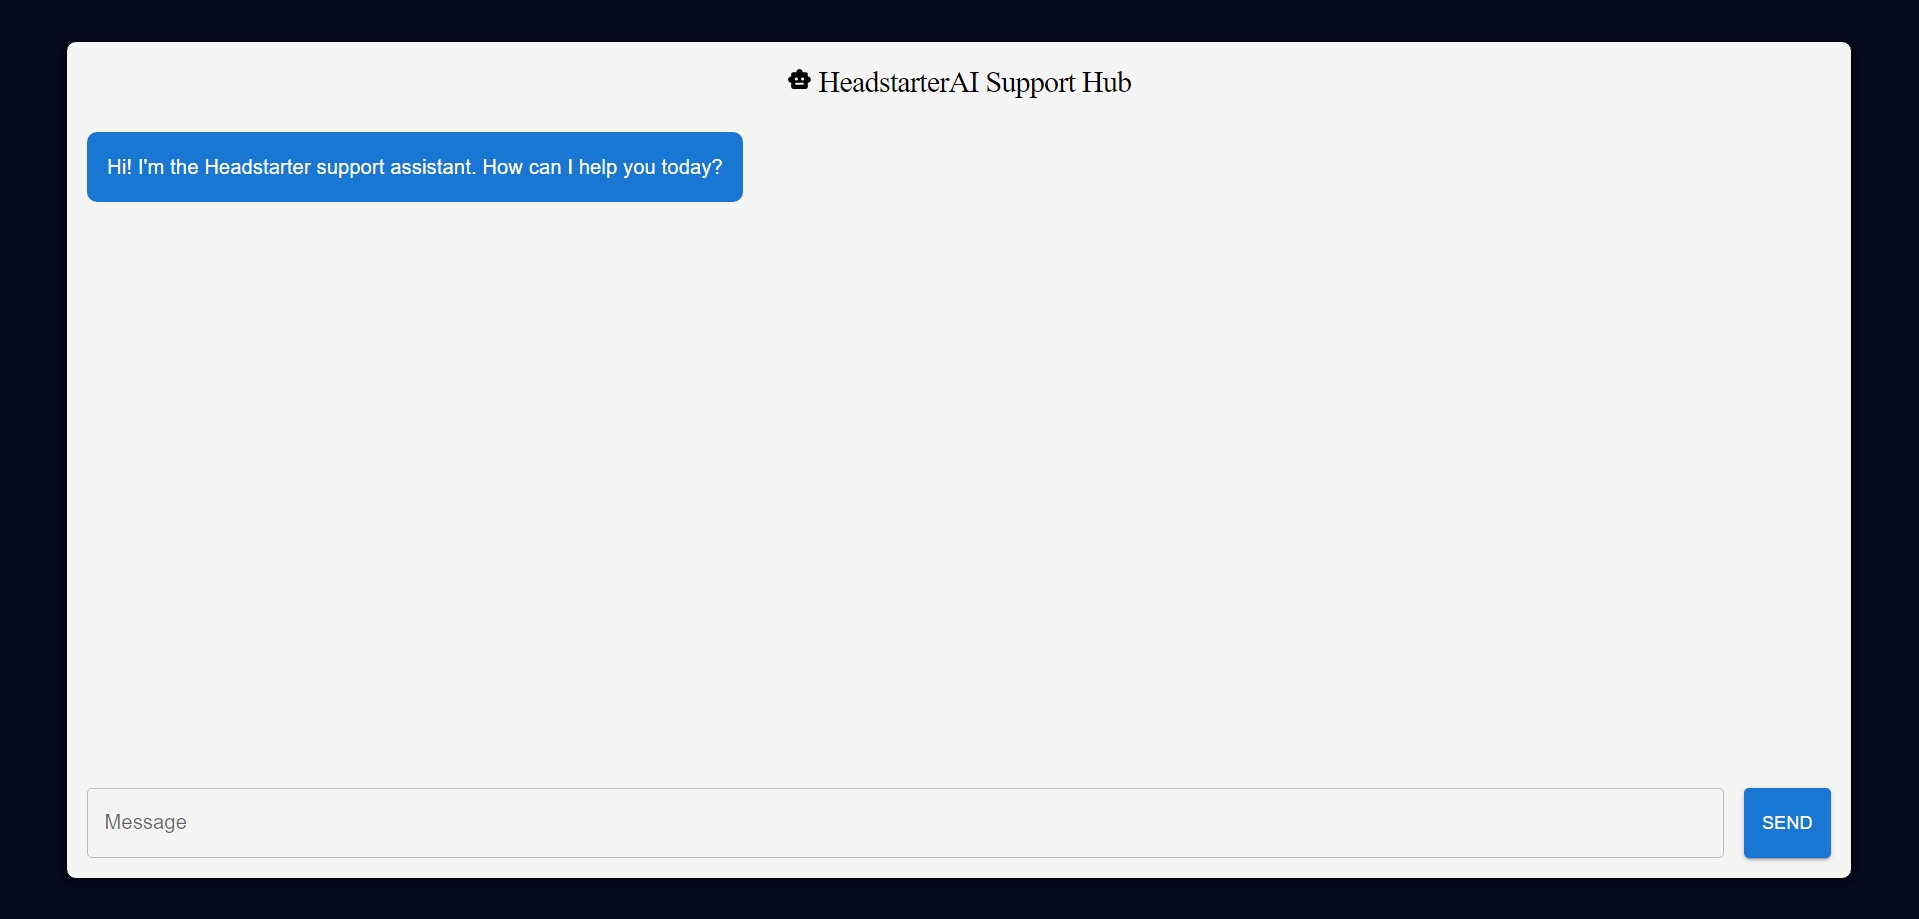 HeadstarterAI Support Hub
Hi! I'm the Headstarter support assistant. How can I help you today?
Message
SEND